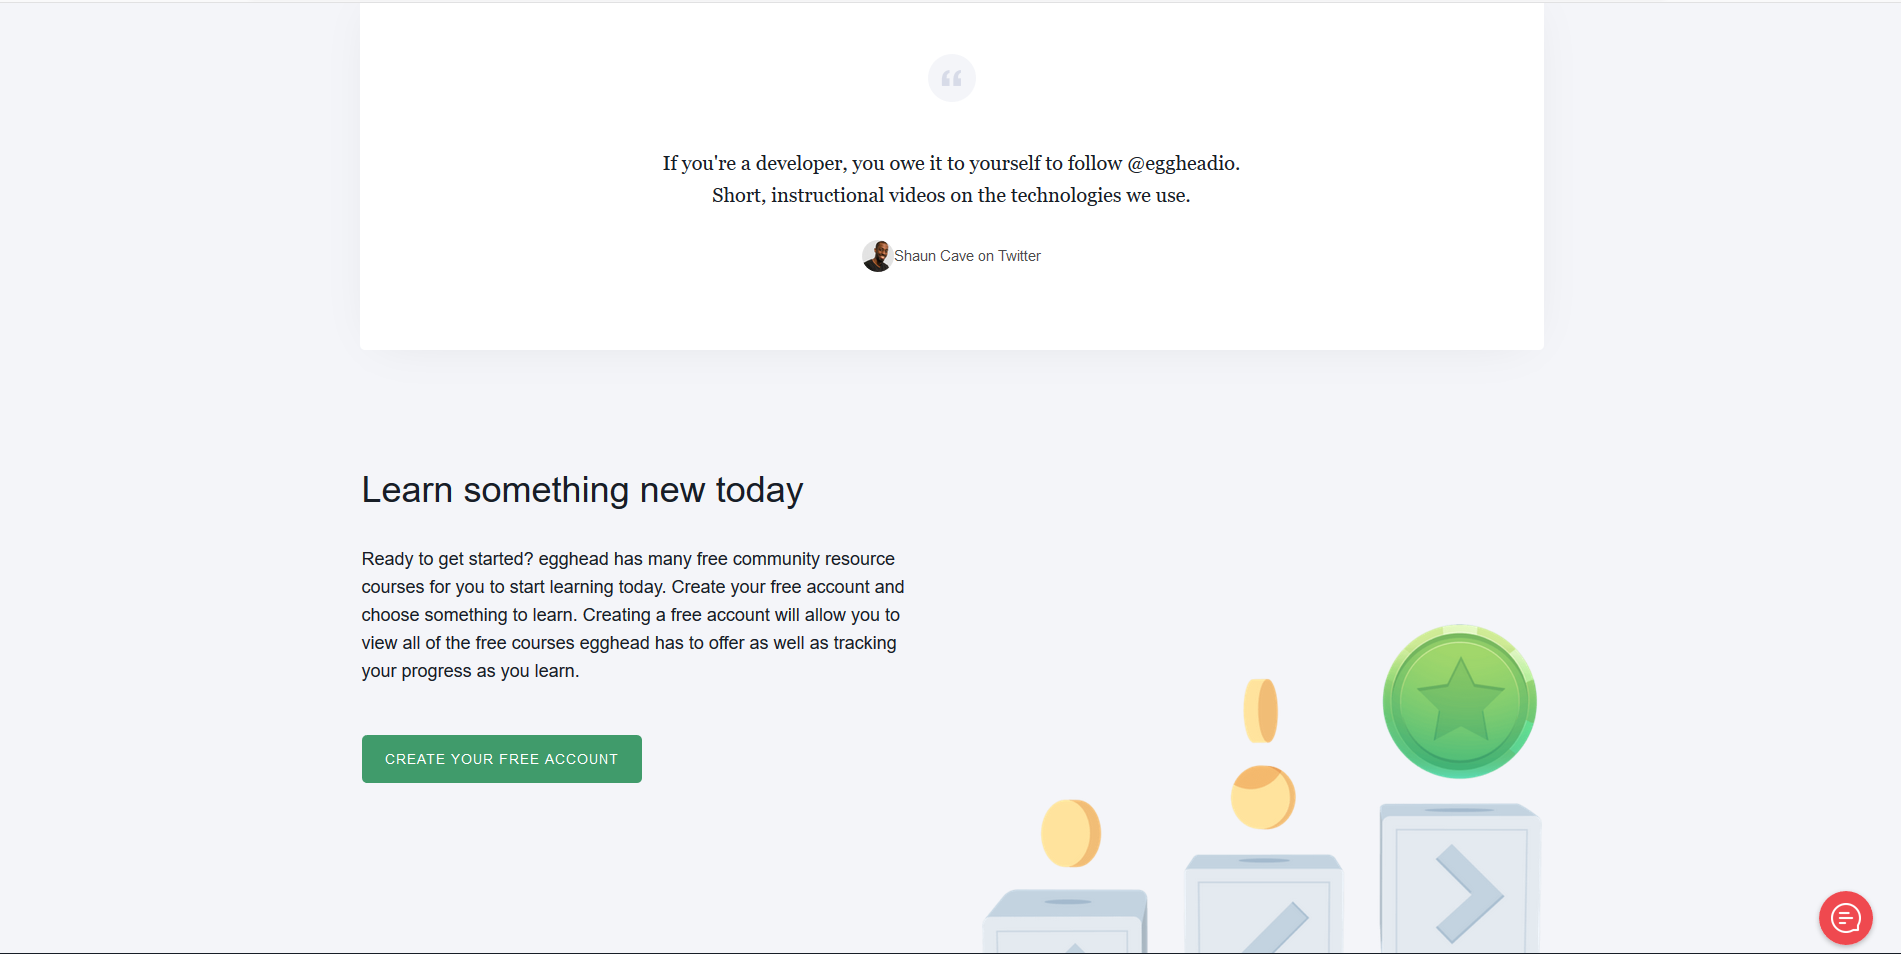 If you're a developer, you owe it to yourself to follow @eggheadio.
Short, instructional videos on the technologies we use.
Shaun Cave on Twitter
Learn something new today
Ready to get started? egghead has many free community resource
courses for you to start learning today. Create your free account and
choose something to learn. Creating a free account will allow you to
view all of the free courses egghead has to offer as well as tracking
your progress as you learn.
CREATE YOUR FREE ACCOUNT